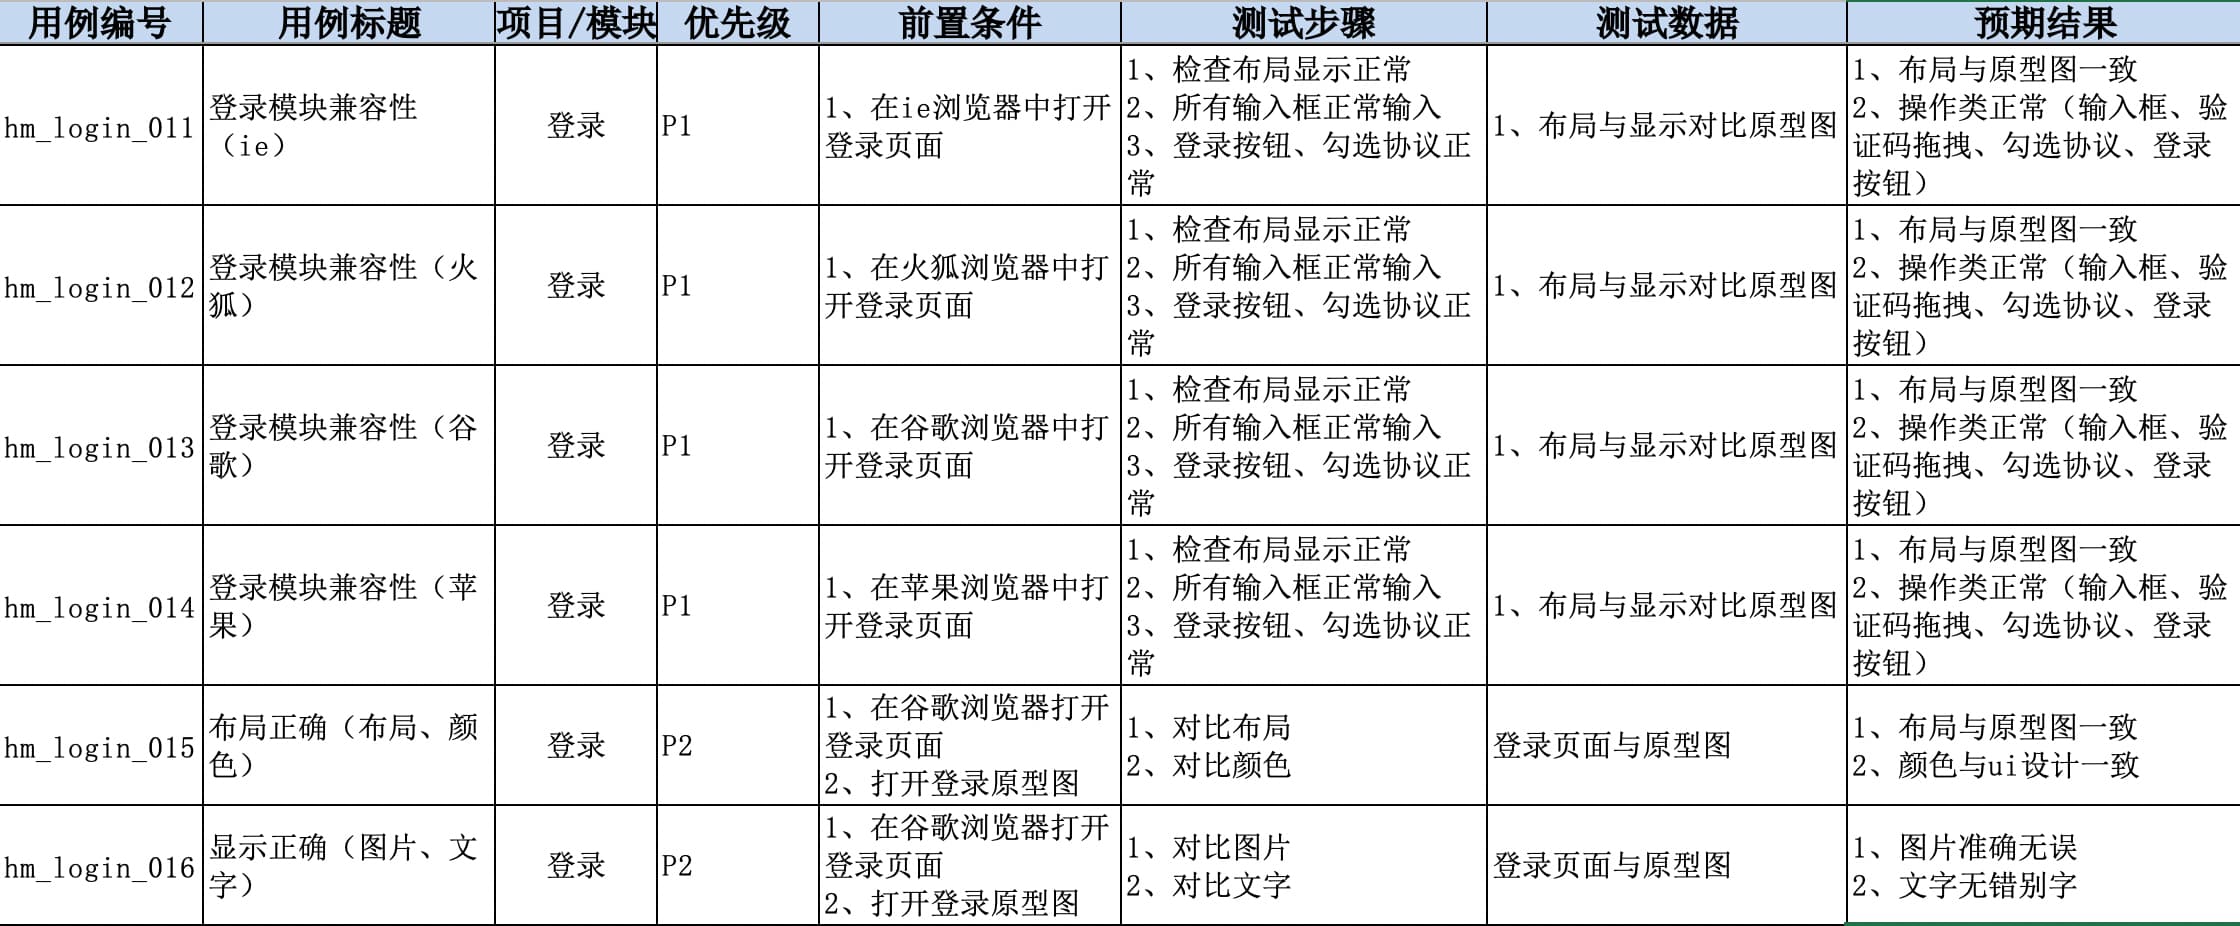 用例编号 用例标题 项目/模块 优先级 前置条件 测试步骤 测试数据 预期结果
hm_login_011
登录模块兼容性
（ie）
登录
P1
1、在ie浏览器中打开
登录页面
1、检查布局显示正常
2、所有输入框正常输入
3、登录按钮、勾选协议正
常
1、布局与显示对比原型图
1、布局与原型图一致
2、操作类正常（输入框、验
证码拖拽、勾选协议、登录
按钮）
hm_login_012
登录模块兼容性（火
狐）
登录
P1
1、在火狐浏览器中打
开登录页面
1、检查布局显示正常
2、所有输入框正常输入
3、登录按钮、勾选协议正
常
1、布局与显示对比原型图
1、布局与原型图一致
2、操作类正常（输入框、验
证码拖拽、勾选协议、登录
按钮）
hm_login_013
登录模块兼容性（谷
歌）
登录
P1
1、在谷歌浏览器中打
开登录页面
1、检查布局显示正常
2、所有输入框正常输入
3、登录按钮、勾选协议正
常
1、布局与显示对比原型图
1、布局与原型图一致
2、操作类正常（输入框、验
证码拖拽、勾选协议、登录
按钮）
hm_login_014
登录模块兼容性（苹
果）
登录
P1
1、在苹果浏览器中打
开登录页面
1、检查布局显示正常
2、所有输入框正常输入
3、登录按钮、勾选协议正
常
1、布局与显示对比原型图
1、布局与原型图一致
2、操作类正常（输入框、验
证码拖拽、勾选协议、登录
按钮）
hm_login_015
布局正确（布局、颜
色）
登录
P2
1、在谷歌浏览器打开
登录页面
2、打开登录原型图
1、对比布局
2、对比颜色
登录页面与原型图
1、布局与原型图一致
2、颜色与ui设计一致
hm_login_016
显示正确（图片、文
字）
登录
P2
1、在谷歌浏览器打开
登录页面
2、打开登录原型图
1、对比图片
2、对比文字
登录页面与原型图
1、图片准确无误
2、文字无错别字